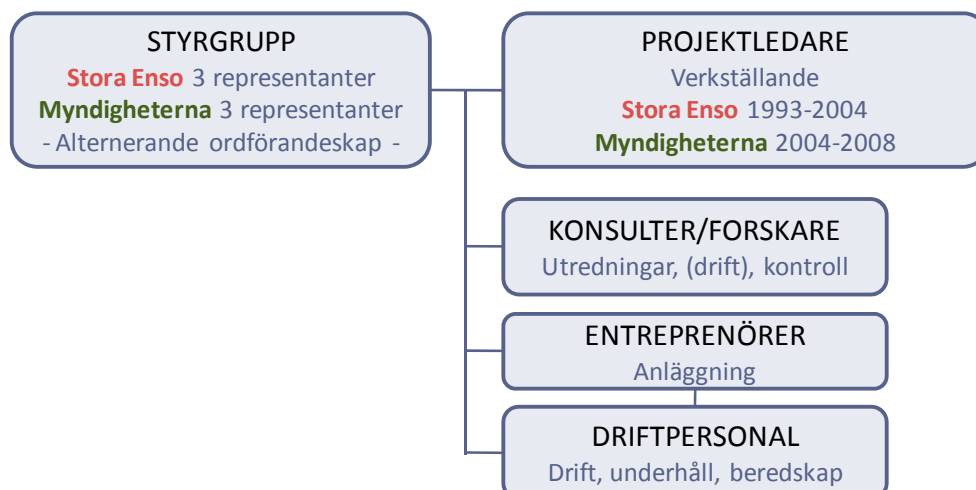 STYRGRUPP
Stora Enso 3 representanter
Myndigheterna 3 representanter
- Alternerande ordförandeskap -
PROJEKTLEDARE
Verkställande
Stora Enso 1993-2004
Myndigheterna 2004-2008
KONSULTER/FORSKARE
Utredningar, (drift), kontroll
ENTREPRENÖRER
Anläggning
DRIFTPERSONAL
Drift, underhåll, beredskap